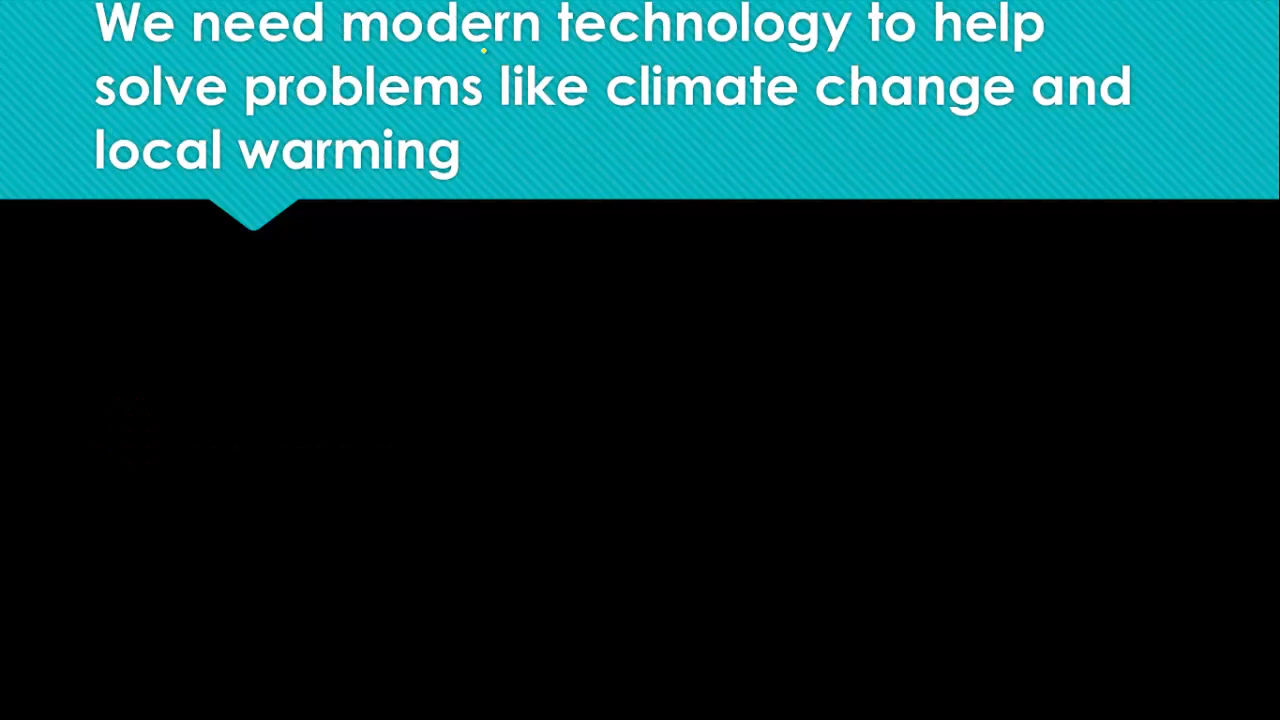 We need modern technology to help
solve problems like climate change and
local warming